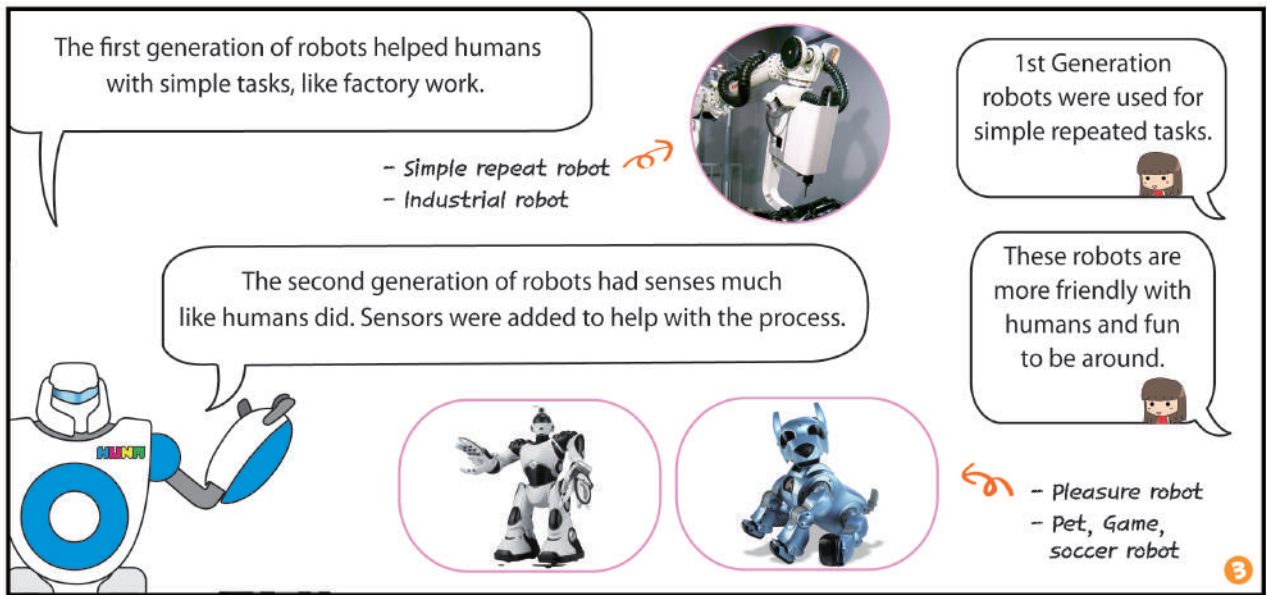 The first generation of robots helped humans
with simple tasks, like factory work.
- Simple repeat robot
- Industrial robot
1st Generation
robots were used for
simple repeated tasks.
The second generation of robots had senses much
like humans did. Sensors were added to help with the process.
These robots are
more friendly with
humans and fun
to be around.
HUNA
- Pleasure robot
- Pet, Game,
soccer robot
3